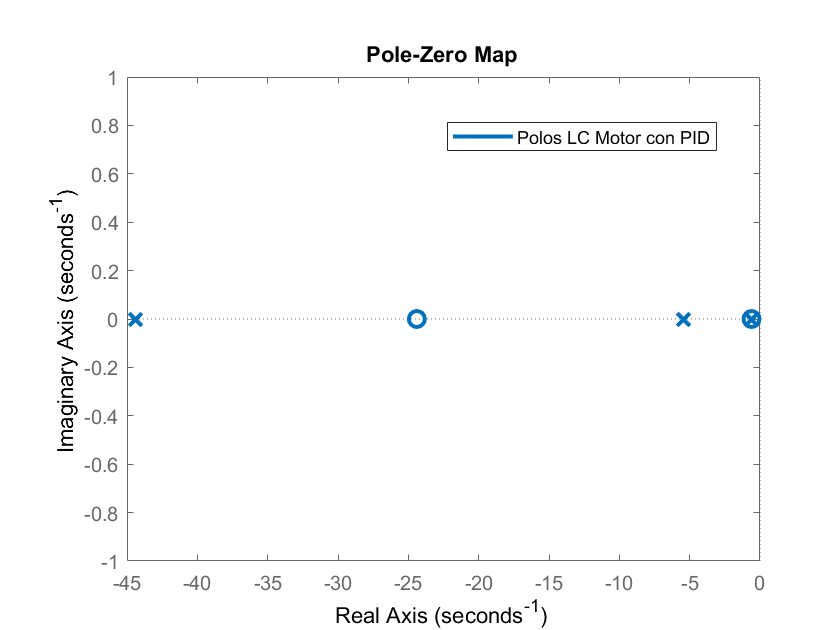 Pole-Zero Map
1
0.8
0.6
0.4
0.2
0
-0.2
-0.4
-0.6
-0.8
-1
Imaginary Axis (seconds-1)
Polos LC Motor con PID
-45 -40 -35 -30 -25 -20 -15 -10 -5 0
Real Axis (seconds-1)